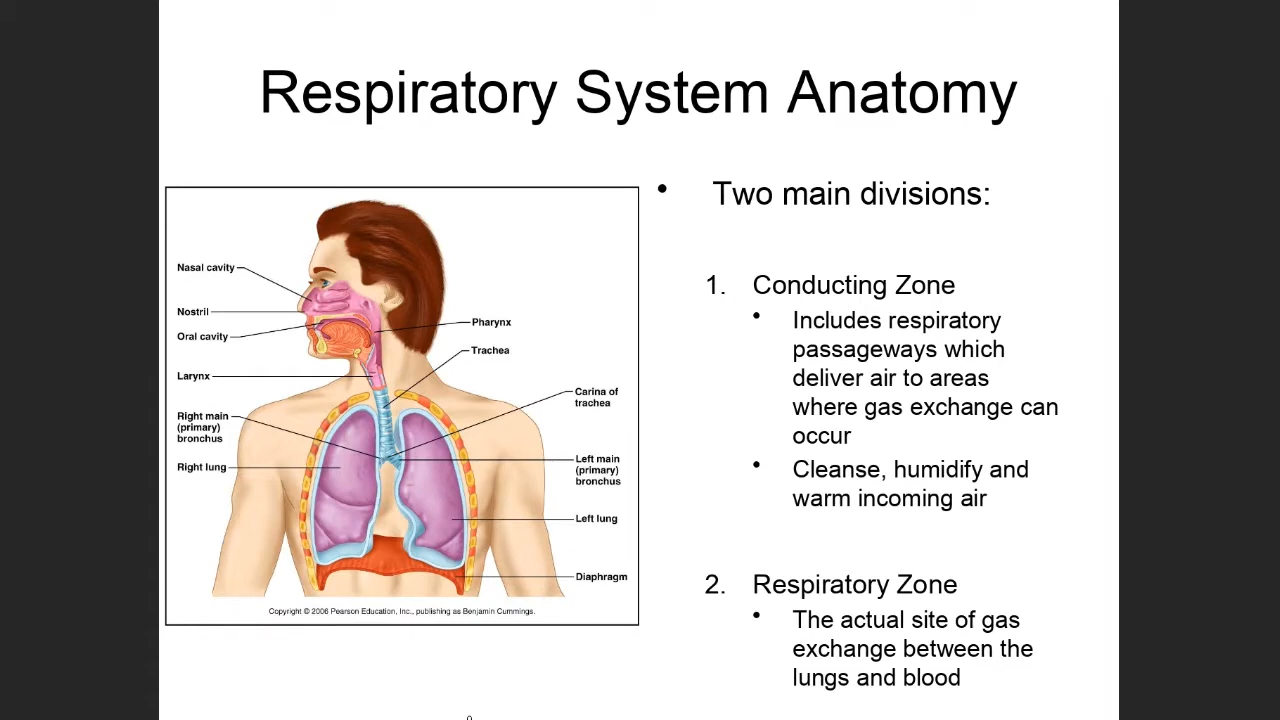 Respiratory System Anatomy
Nasal cavity
Nostril
Oral cavity
Larynx
Right main
(primary)
bronchus
Right lung
Pharynx
Trachea
Carina of
trachea
Left main
(primary)
bronchus
Left lung
Diaphragm
Copyright © 2006 Pearson Education, Inc., publishing as Benjamin Cummings.
• Two main divisions:
1. Conducting Zone
• Includes respiratory
passageways which
deliver air to areas
where gas exchange can
occur
• Cleanse, humidify and
warm incoming air
2. Respiratory Zone
• The actual site of gas
exchange between the
lungs and blood